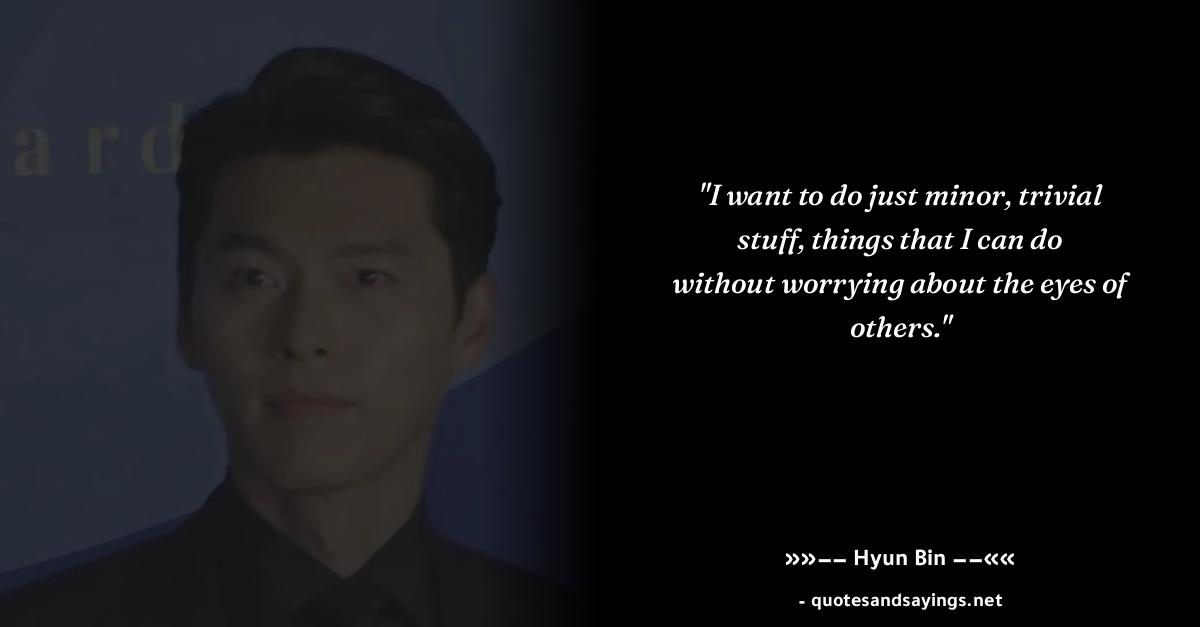 ard
"I want to do just minor, trivial
stuff, things that I can do
without worrying about the eyes of
others."
»»–– Hyun Bin ––««
- quotesandsayings.net